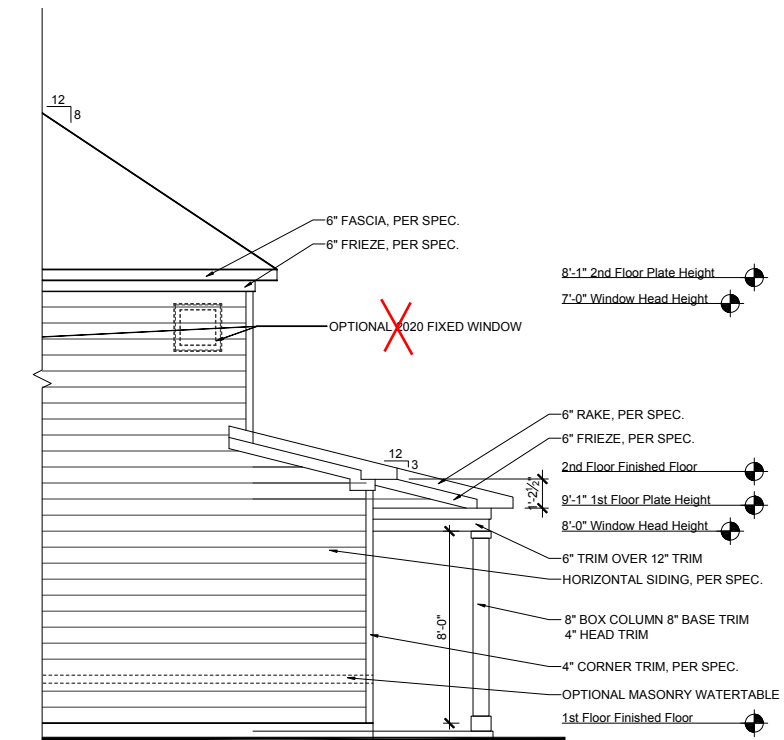 12
8
6" FASCIA, PER SPEC.
6" FRIEZE, PER SPEC.
8'-1" 2nd Floor Plate Height
7'-0" Window Head Height
OPTIONAL 2020 FIXED WINDOW
6" RAKE, PER SPEC.
6" FRIEZE, PER SPEC.
12
3
2nd Floor Finished Floor
1'-2½"
9'-1" 1st Floor Plate Height
8'-0" Window Head Height
6" TRIM OVER 12" TRIM
HORIZONTAL SIDING, PER SPEC.
8'-0"
8" BOX COLUMN 8" BASE TRIM
4" HEAD TRIM
4" CORNER TRIM, PER SPEC.
OPTIONAL MASONRY WATERTABLE
1st Floor Finished Floor